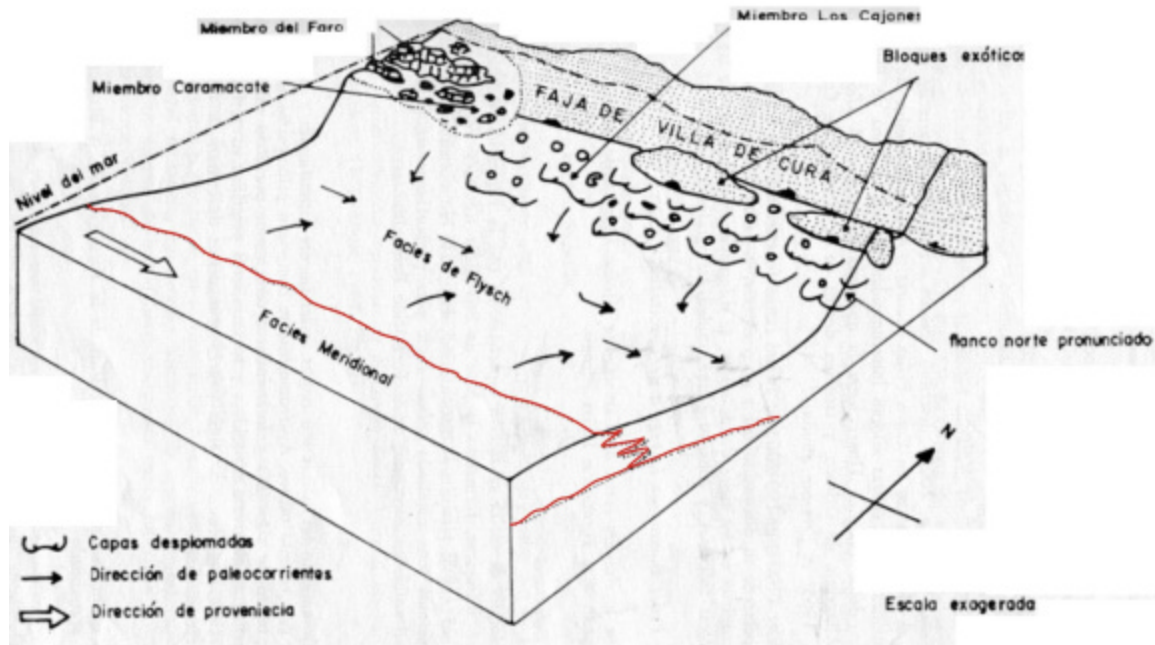 Miembro del Faro
Miembro Los Cajones
Bloques exóticos
Miembro Caramacate
FAJA DE VILLA DE CURA
Nivel del mar
Facies de Flysch
Facies Meridional
flanco norte pronunciado
N
Capas desplomadas
Dirección de paleocorrientes
Dirección de proveniecia
Escala exagerada